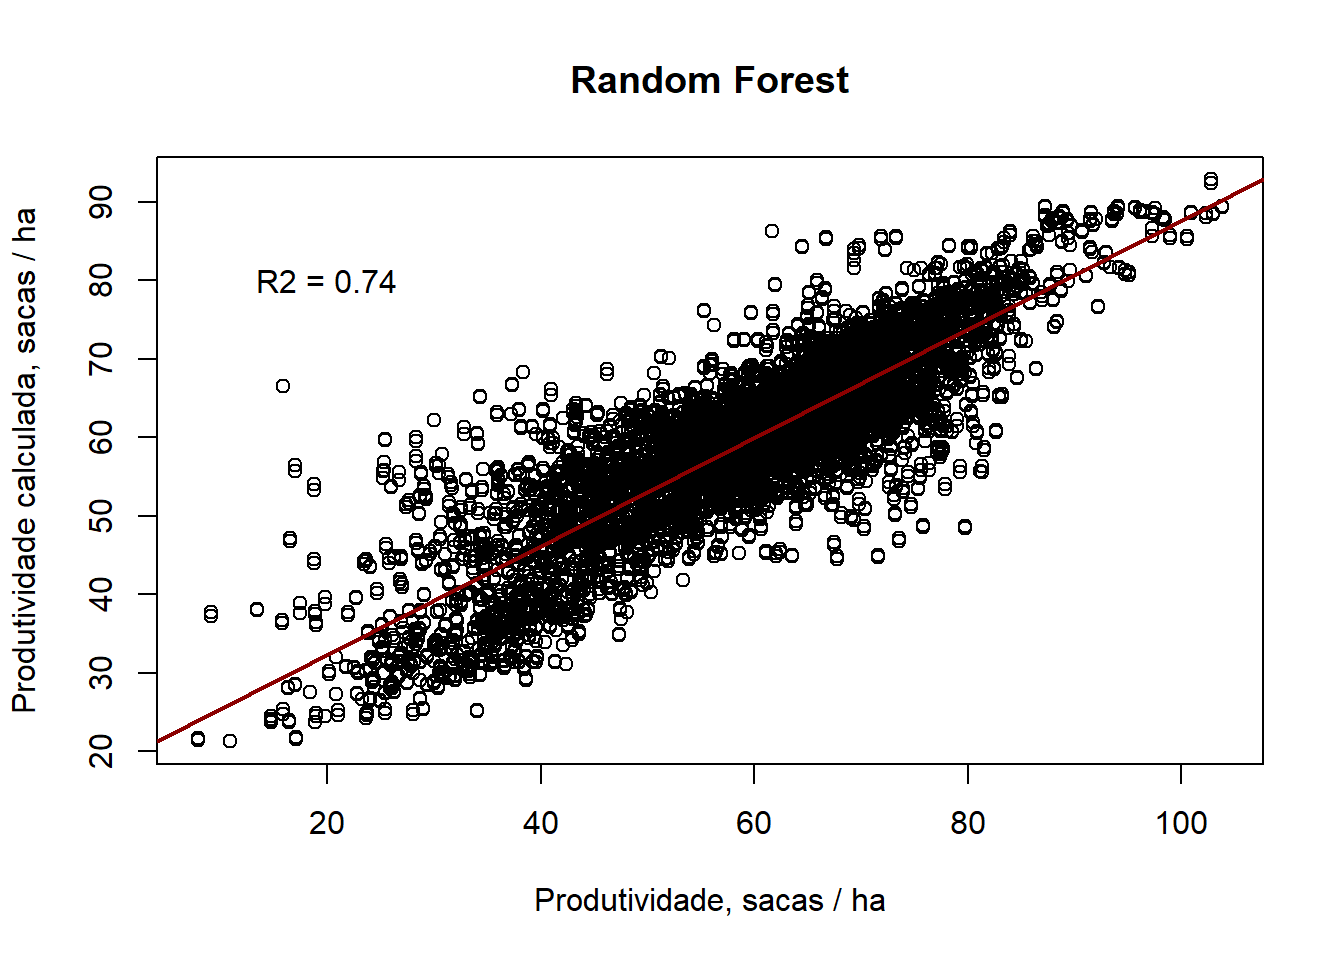 Random Forest
Produtividade calculada, sacas / ha
90
80
70
60
50
40
30
20
R2 = 0.74
20 40 60 80 100
Produtividade, sacas / ha